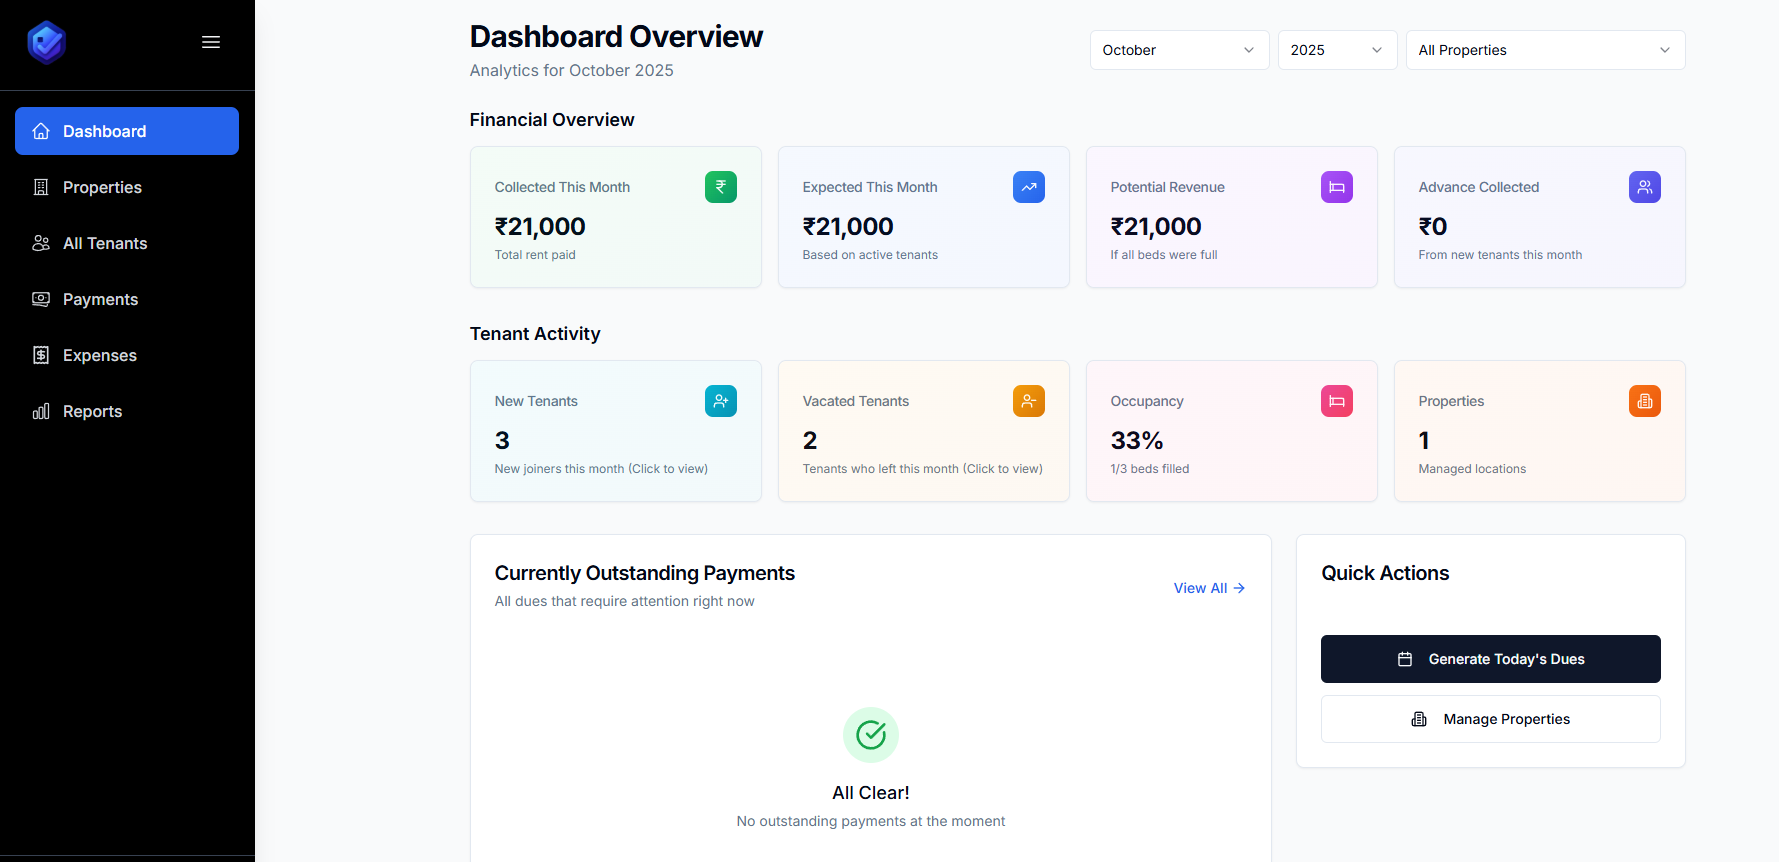 Dashboard
Properties
All Tenants
Payments
Expenses
Reports
Dashboard Overview
Analytics for October 2025
October
2025
All Properties
Financial Overview
Collected This Month
₹21,000
Total rent paid
Expected This Month
₹21,000
Based on active tenants
Potential Revenue
₹21,000
If all beds were full
Advance Collected
₹0
From new tenants this month
Tenant Activity
New Tenants
3
New joiners this month (Click to view)
Vacated Tenants
2
Tenants who left this month (Click to view)
Occupancy
33%
1/3 beds filled
Properties
1
Managed locations
Currently Outstanding Payments
All dues that require attention right now
View All →
All Clear!
No outstanding payments at the moment
Quick Actions
Generate Today's Dues
Manage Properties